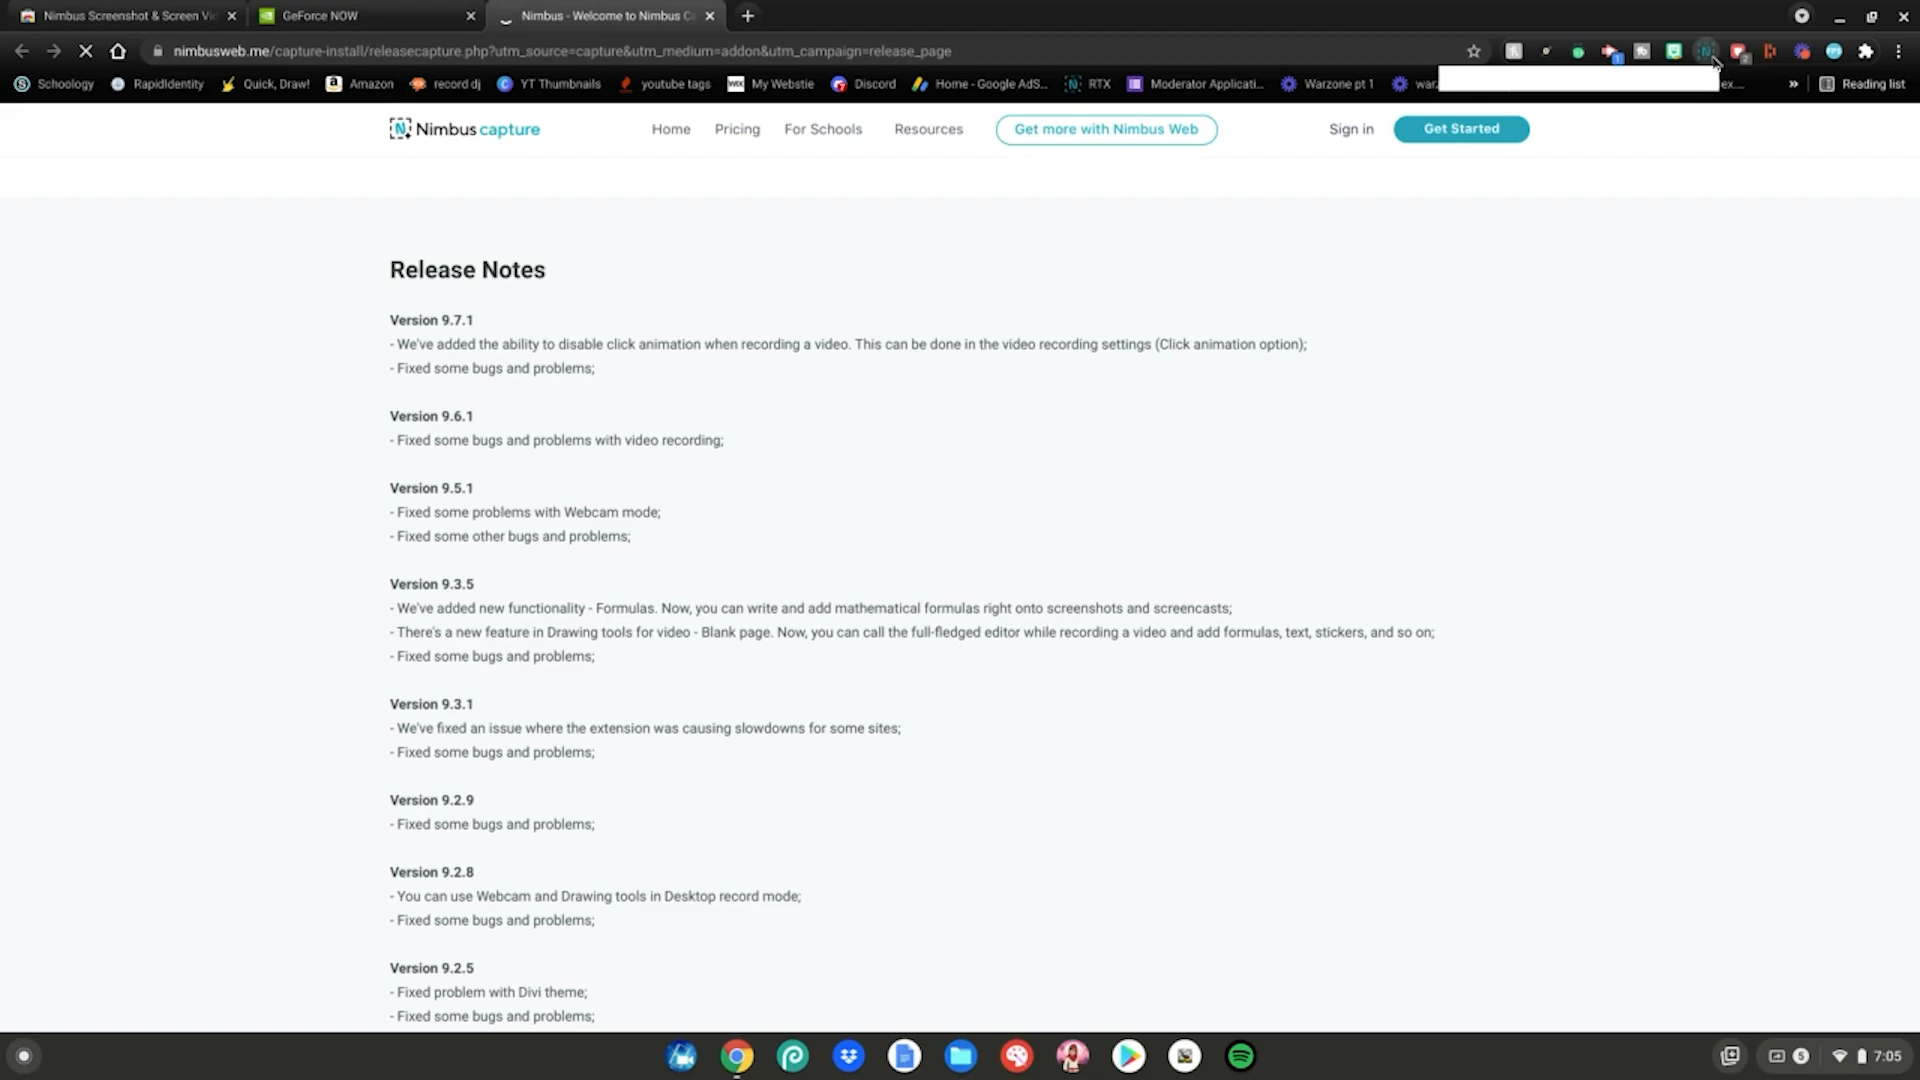 Nimbus Screenshot & Screen Vi
GeForce NOW
Nimbus - Welcome to Nimbus C
nimbusweb.me/capture-install/releasecapture.php?utm_source=capture&utm_medium=addon&utm_campaign=release_page
Schoology RapidIdentity Quick, Draw! Amazon record dj YT Thumbnails youtube tags WiX My Webstie Discord Home - Google AdS... RTX Moderator Applicati... Warzone pt 1 warz ex.... » Reading list
Nimbus capture Home Pricing For Schools Resources Get more with Nimbus Web Sign in Get Started
Release Notes
Version 9.7.1
- We've added the ability to disable click animation when recording a video. This can be done in the video recording settings (Click animation option);
- Fixed some bugs and problems;
Version 9.6.1
- Fixed some bugs and problems with video recording;
Version 9.5.1
- Fixed some problems with Webcam mode;
- Fixed some other bugs and problems;
Version 9.3.5
- We've added new functionality - Formulas. Now, you can write and add mathematical formulas right onto screenshots and screencasts;
- There's a new feature in Drawing tools for video - Blank page. Now, you can call the full-fledged editor while recording a video and add formulas, text, stickers, and so on;
- Fixed some bugs and problems;
Version 9.3.1
- We've fixed an issue where the extension was causing slowdowns for some sites;
- Fixed some bugs and problems;
Version 9.2.9
- Fixed some bugs and problems;
Version 9.2.8
- You can use Webcam and Drawing tools in Desktop record mode;
- Fixed some bugs and problems;
Version 9.2.5
- Fixed problem with Divi theme;
- Fixed some bugs and problems;
5 7:05